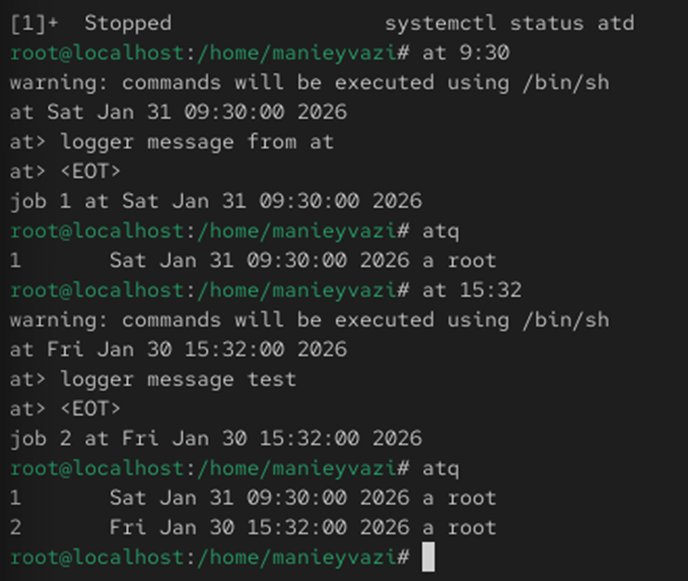 [1]+  Stopped                 systemctl status atd
root@localhost:/home/manieyvazi# at 9:30
warning: commands will be executed using /bin/sh
at Sat Jan 31 09:30:00 2026
at> logger message from at
at> <EOT>
job 1 at Sat Jan 31 09:30:00 2026
root@localhost:/home/manieyvazi# atq
1       Sat Jan 31 09:30:00 2026 a root
root@localhost:/home/manieyvazi# at 15:32
warning: commands will be executed using /bin/sh
at Fri Jan 30 15:32:00 2026
at> logger message test
at> <EOT>
job 2 at Fri Jan 30 15:32:00 2026
root@localhost:/home/manieyvazi# atq
1       Sat Jan 31 09:30:00 2026 a root
2       Fri Jan 30 15:32:00 2026 a root
root@localhost:/home/manieyvazi#